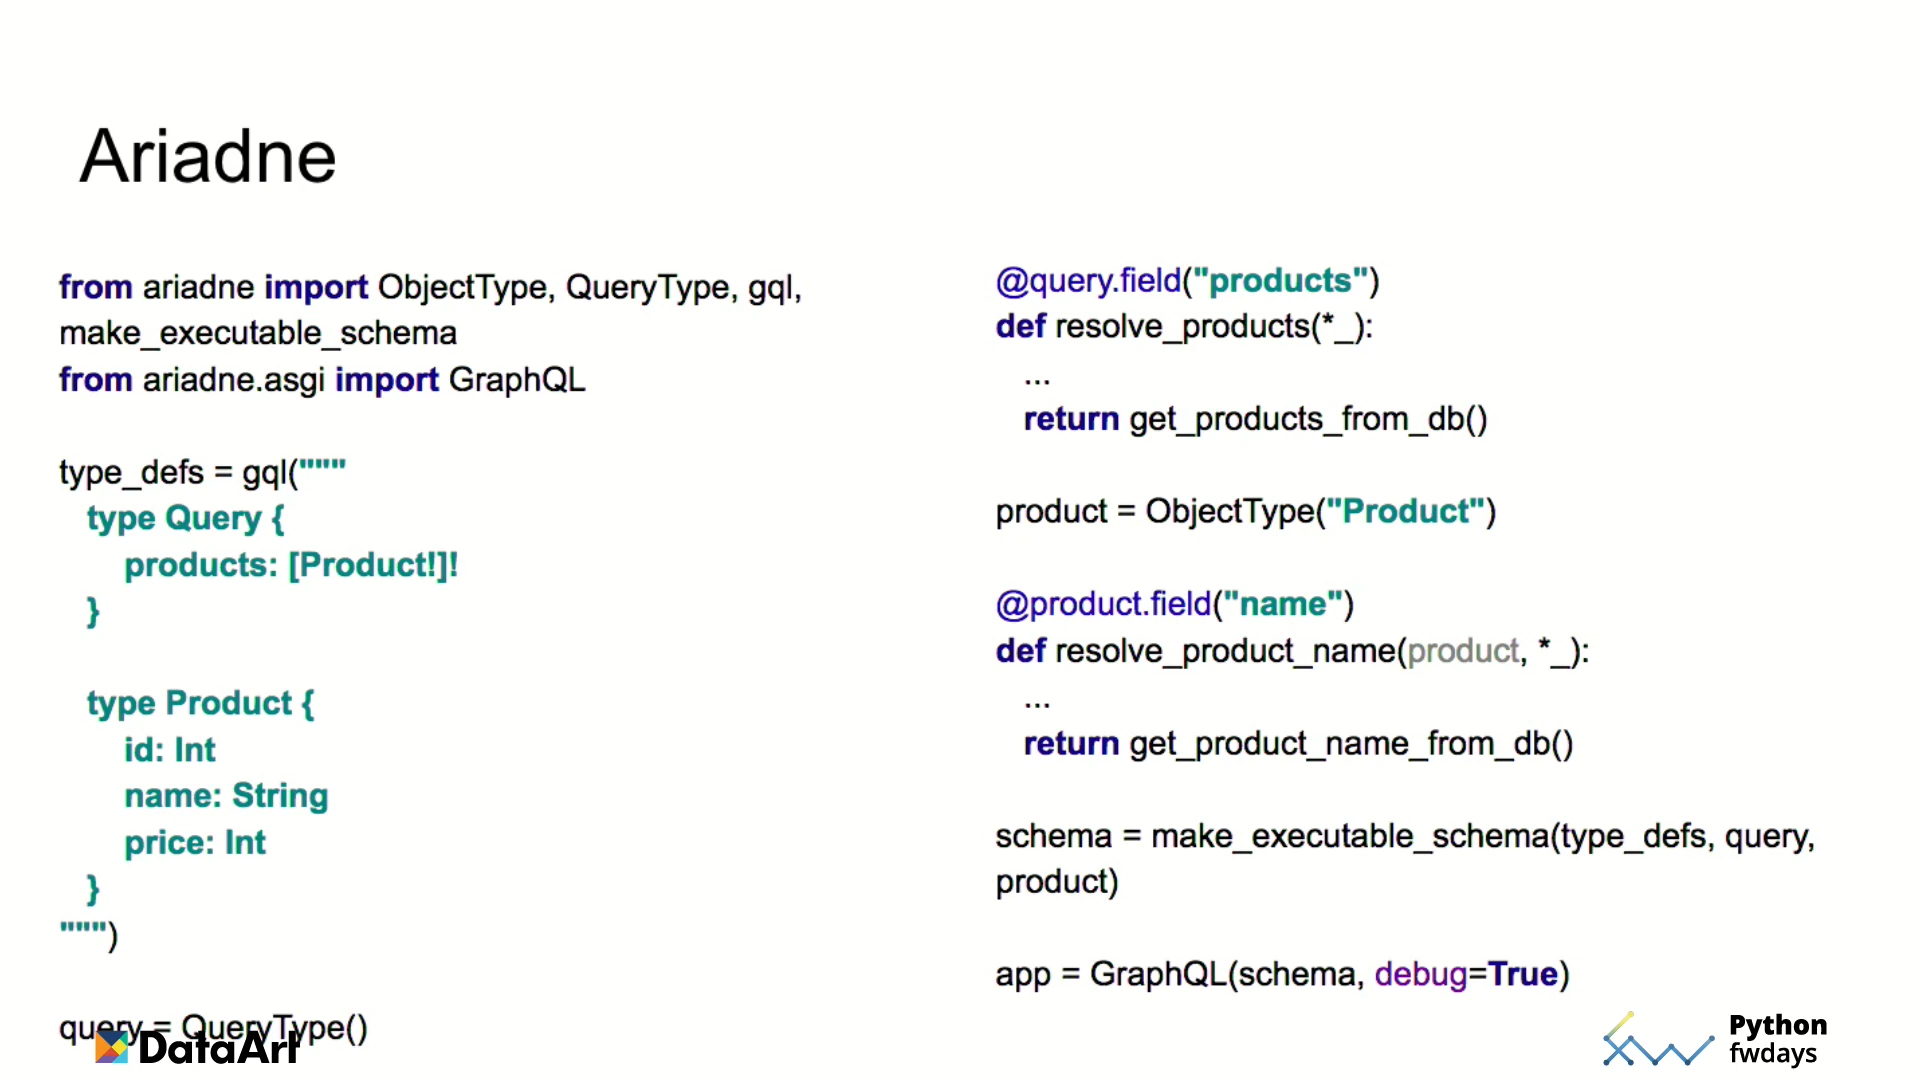 Ariadne
from ariadne import ObjectType, QueryType, gql,
make_executable_schema
from ariadne.asgi import GraphQL
type_defs = gql("""
type Query {
products: [Product!]!
}
type Product {
id: Int
name: String
price: Int
}
""")
query = QueryType()
@query.field("products")
def resolve_products(*_):
...
return get_products_from_db()
product = ObjectType("Product")
@product.field("name")
def resolve_product_name(product, *_):
...
return get_product_name_from_db()
schema = make_executable_schema(type_defs, query,
product)
app = GraphQL(schema, debug=True)
DataArt
Python
fwdays